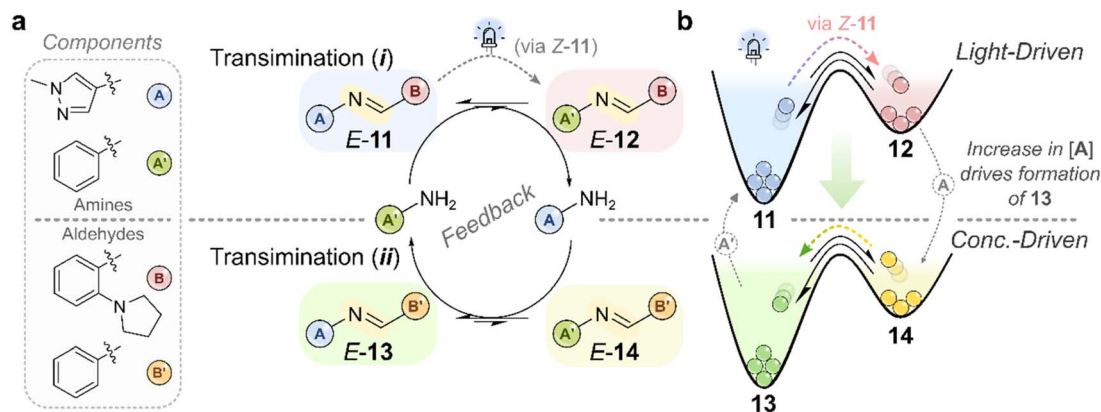 a
Components
N
N
A
A'
Amines
Aldehydes
B
N
B'
Transimination (i)
(via Z-11)
A
N
B
E-11
A'
N
B
E-12
A'
NH2
Feedback
A
NH2
Transimination (ii)
A
N
B'
E-13
A'
N
B'
E-14
b
via Z-11
Light-Driven
11
12
A
Increase in [A]
drives formation
of 13
A'
Conc.-Driven
13
14